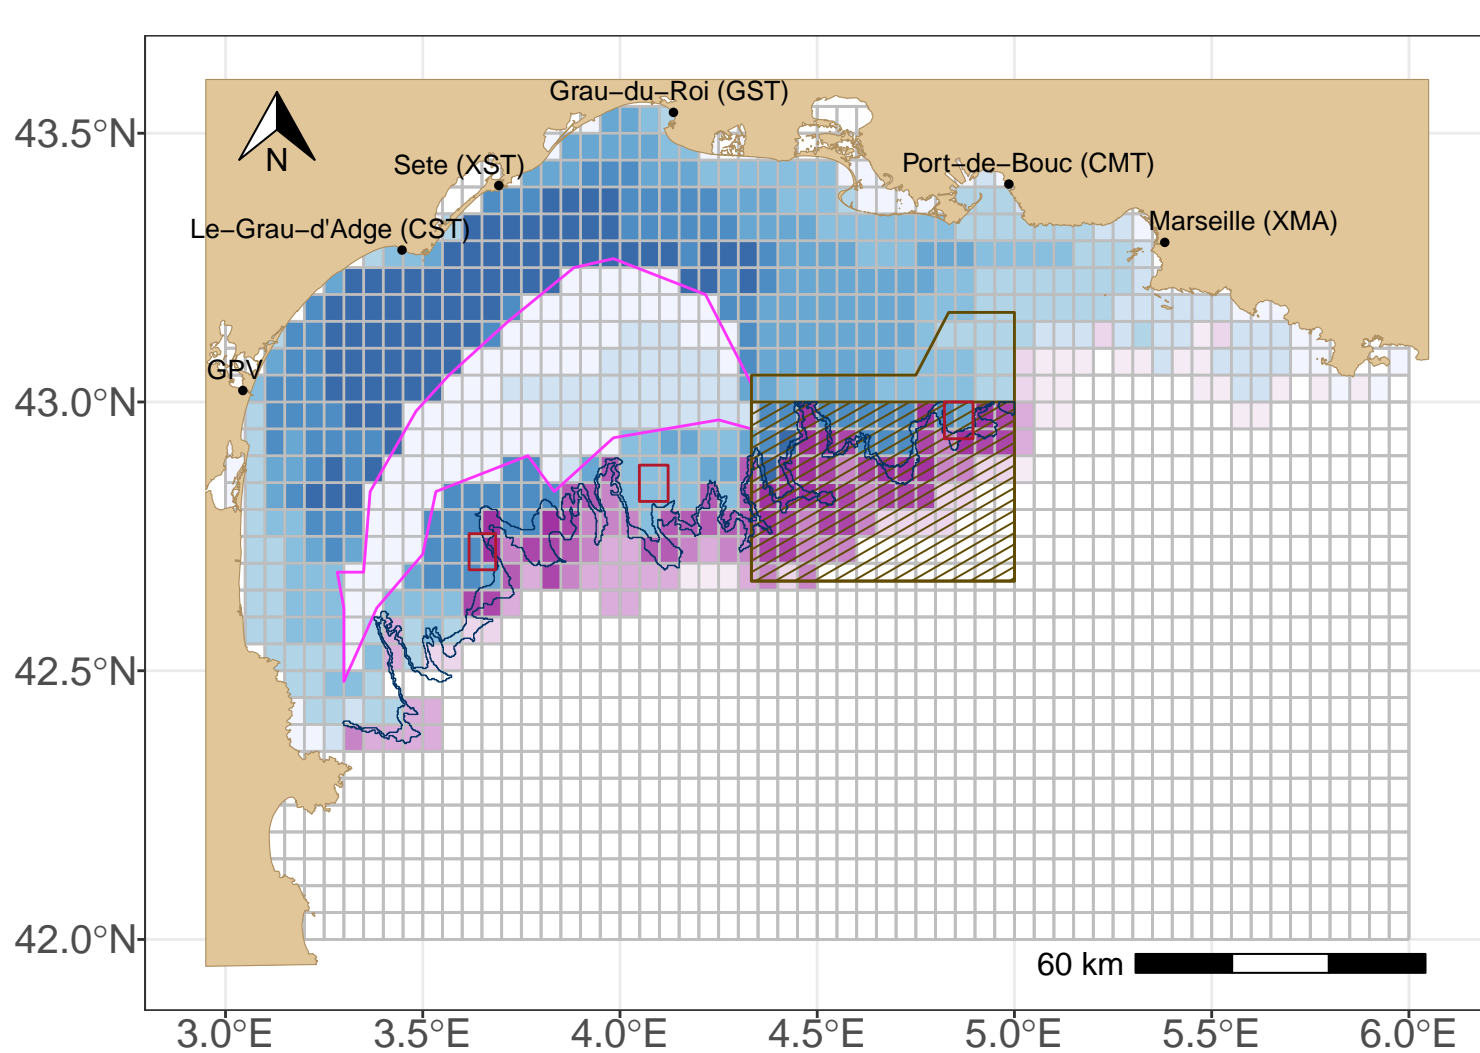 Grau−du−Roi (GST)
43.5°N
N
Sete (XST)
Port−de−Bouc (CMT)
Le−Grau−d'Adge (CST)
Marseille (XMA)
GPV
43.0°N
42.5°N
42.0°N
60 km
3.0°E 3.5°E 4.0°E 4.5°E 5.0°E 5.5°E 6.0°E